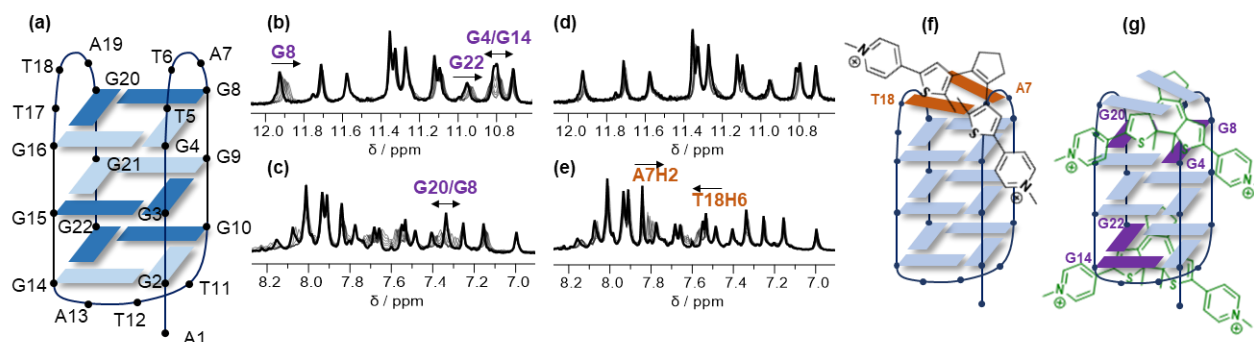 (a)
A19
T18
T6
A7
G20
G8
T17
T5
G16
G4
G21
G9
G15
G22
G3
G10
G14
G2
T11
A13
T12
A1
(b)
G8
G4/G14
G22
12.0 11.8 11.6 11.4 11.2 11.0 10.8
δ / ppm
(c)
G20/G8
8.2 8.0 7.8 7.6 7.4 7.2 7.0
δ / ppm
(d)
12.0 11.8 11.6 11.4 11.2 11.0 10.8
δ / ppm
(e)
A7H2
T18H6
8.2 8.0 7.8 7.6 7.4 7.2 7.0
δ / ppm
(f)
N
⊕
S
A7
T18
S
N
⊕
(g)
G20
G8
S
S
G4
N
⊕
N
⊕
G22
G14
S
S
N
⊕
N
⊕